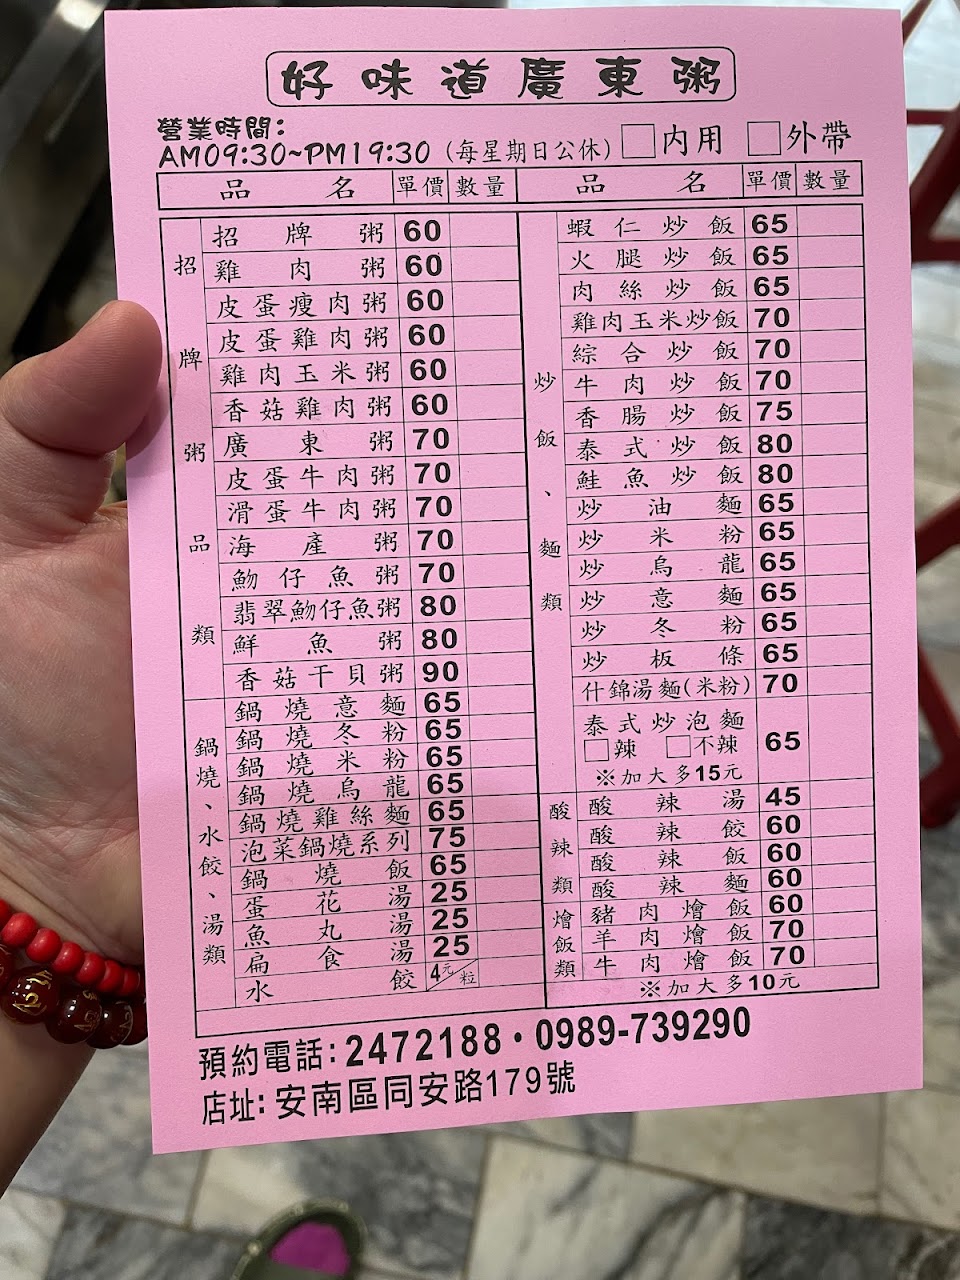 好味道廣東粥
營業時間:
AM09:30~PM19:30 (每星期日公休) □內用 □外帶
品名 單價 數量
招牌粥品類
招牌粥 60
雞肉粥 60
皮蛋瘦肉粥 60
皮蛋雞肉粥 60
雞肉玉米粥 60
香菇雞肉粥 60
廣東粥 70
皮蛋牛肉粥 70
滑蛋牛肉粥 70
海產粥 70
魩仔魚粥 70
翡翠魩仔魚粥 80
鮮魚粥 80
香菇干貝粥 90
鍋燒、水餃、湯類
鍋燒意麵 65
鍋燒冬粉 65
鍋燒米粉 65
鍋燒烏龍 65
鍋燒雞絲麵 65
泡菜鍋燒系列 75
鍋燒飯 65
蛋花湯 25
魚丸湯 25
扁食湯 25
水餃 4元/粒
品名 單價 數量
炒飯、麵類
蝦仁炒飯 65
火腿炒飯 65
肉絲炒飯 65
雞肉玉米炒飯 70
綜合炒飯 70
牛肉炒飯 70
香腸炒飯 75
泰式炒飯 80
鮭魚炒飯 80
炒油麵 65
炒米粉 65
炒烏龍 65
炒意麵 65
炒冬粉 65
炒板條 65
什錦湯麵(米粉) 70
泰式炒泡麵 65
□辣 □不辣
※加大多15元
酸辣類
酸辣湯 45
酸辣餃 60
酸辣飯 60
酸辣麵 60
燴飯類
豬肉燴飯 60
羊肉燴飯 70
牛肉燴飯 70
※加大多10元
預約電話:2472188·0989-739290
店址:安南區同安路179號